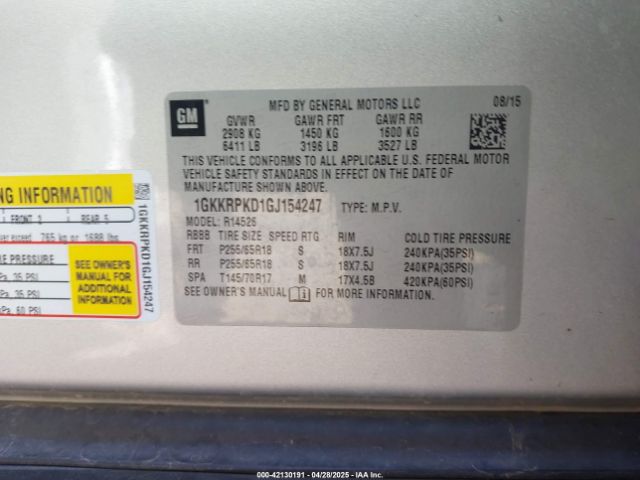 GM
MFD BY GENERAL MOTORS LLC 08/15
GVWR GAWR FRT GAWR RR
2908 KG 1450 KG 1600 KG
6411 LB 3196 LB 3527 LB
THIS VEHICLE CONFORMS TO ALL APPLICABLE U.S. FEDERAL MOTOR
VEHICLE SAFETY STANDARDS IN EFFECT ON THE DATE OF
MANUFACTURE SHOWN ABOVE.
1GKKRPKD1GJ154247 TYPE: M.P.V.
MODEL: R14526
RBBB TIRE SIZE SPEED RTG RIM COLD TIRE PRESSURE
FRT P255/65R18 S 18X7.5J 240KPA(35PSI)
RR P255/65R18 S 18X7.5J 240KPA(35PSI)
SPA T145/70R17 M 17X4.5B 420KPA(60PSI)
SEE OWNER'S MANUAL FOR MORE INFORMATION
NG INFORMATION
FRONT 3 REAR 5
exceed 765 kg or 1688 lbs
PRESSURE
35 PSI
35 PSI
60 PSI
SEE OWNER'S
MANUAL FOR
ADDITIONAL
INFORMATION
1GKKRPKD1GJ154247
000-42130191 - 04/28/2025 - © IAA, Inc.